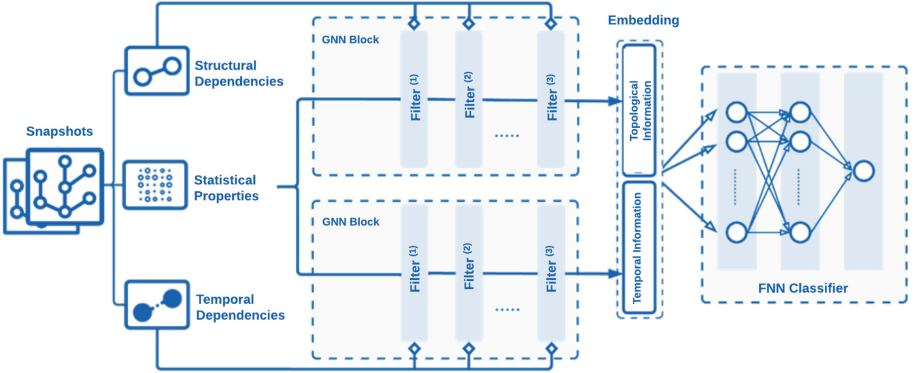 Embedding
GNN Block
Structural
Dependencies
Filter (1)
Filter (2)
Filter (3)
.....
Topological
Information
Snapshots
Statistical
Properties
GNN Block
Temporal
Dependencies
Filter (1)
Filter (2)
Filter (3)
.....
Temporal Information
FNN Classifier